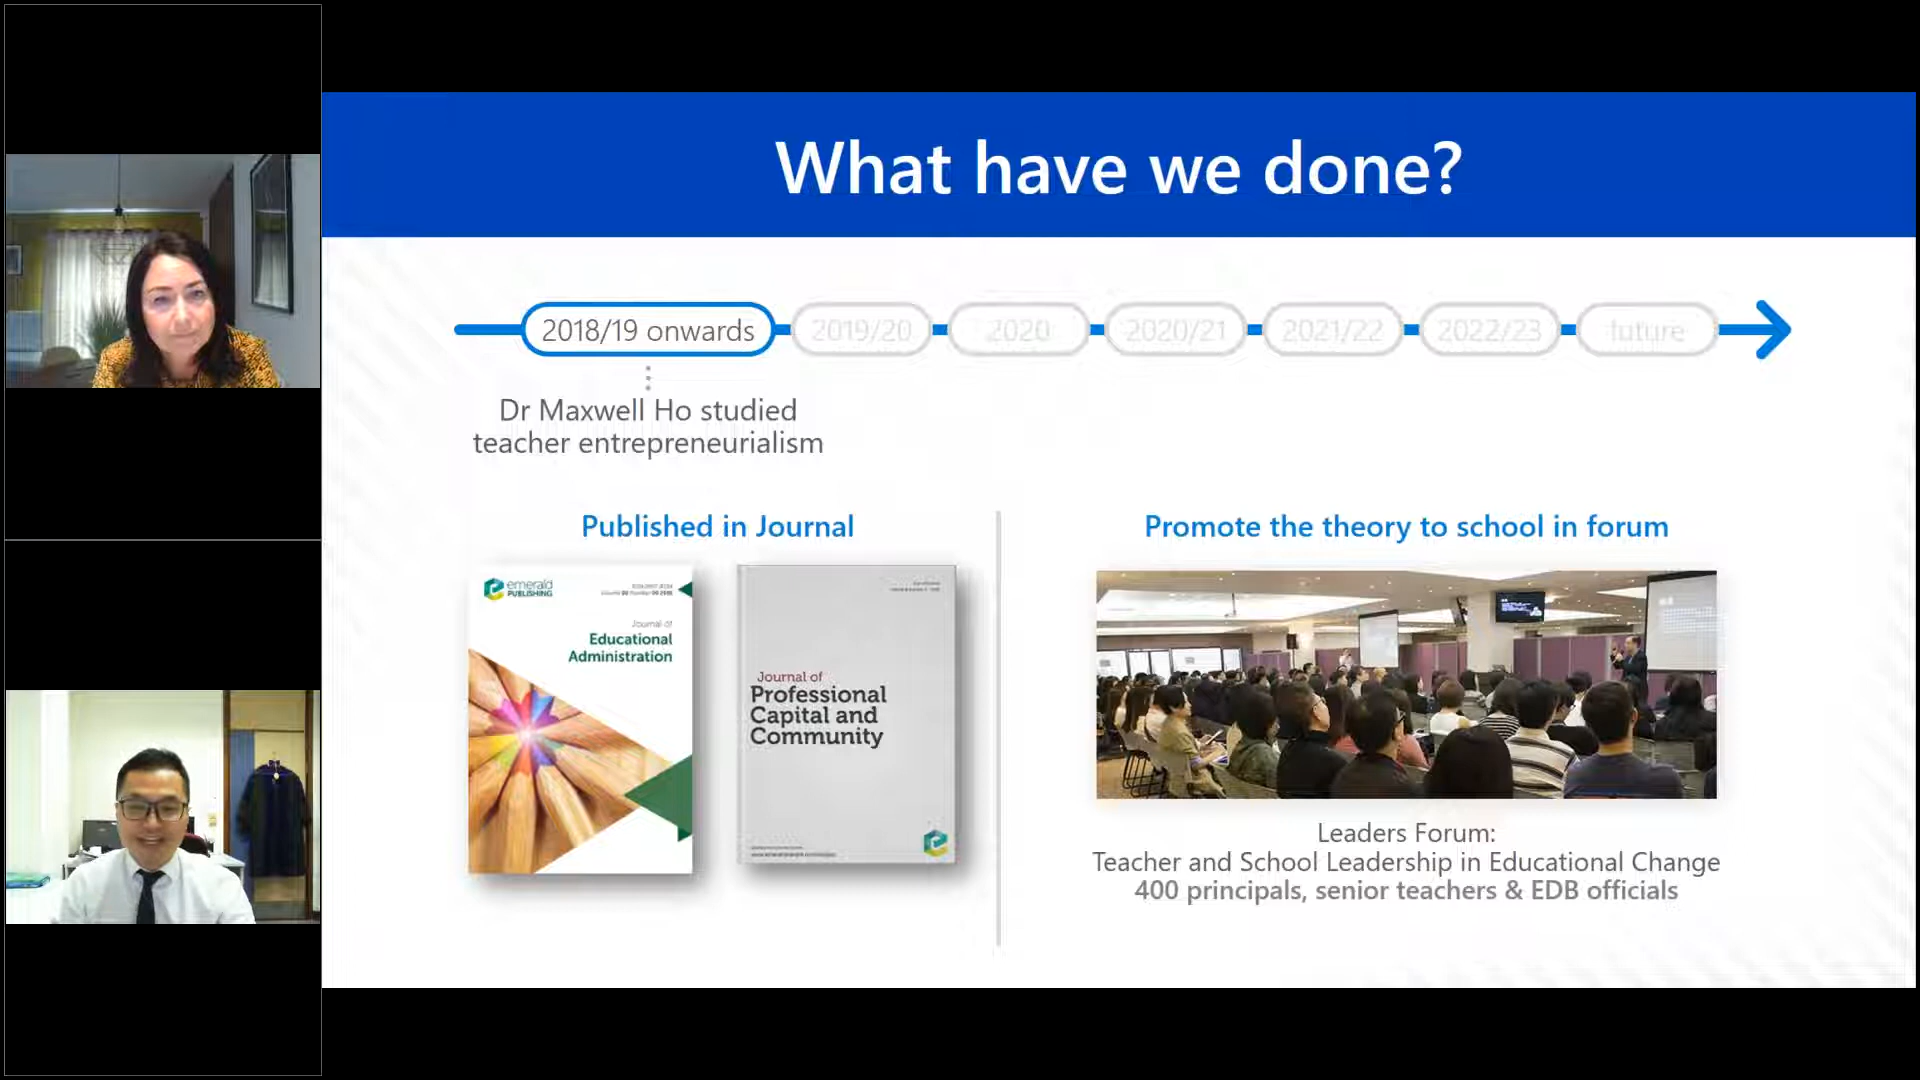 What have we done?
2018/19 onwards
2019/20
2020
2020/21
2021/22
2022/23
future
Dr Maxwell Ho studied
teacher entrepreneurialism
Published in Journal
emerald
PUBLISHING
Journal of
Educational
Administration
Journal of
Professional
Capital and
Community
Promote the theory to school in forum
Leaders Forum:
Teacher and School Leadership in Educational Change
400 principals, senior teachers & EDB officials